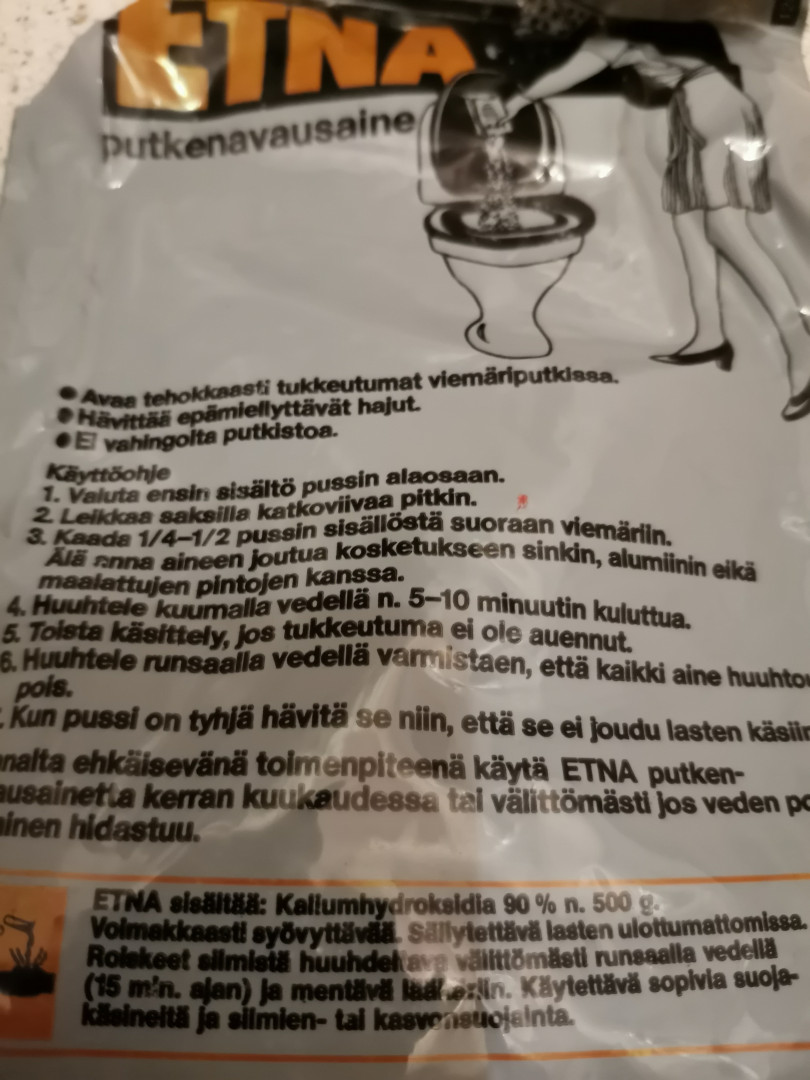 ETNA
putkenavausaine
● Avaa tehokkaasti tukkeutumat viemäriputkissa.
● Hävittää epämiellyttävät hajut.
● Ei vahingoita putkistoa.
Käyttöohje
1. Valuta ensin sisältö pussin alaosaan.
2. Leikkaa saksilla katkoviivaa pitkin.
3. Kaada 1/4–1/2 pussin sisällöstä suoraan viemäriin.
Älä anna aineen joutua kosketukseen sinkin, alumiinin eikä
maalattujen pintojen kanssa.
4. Huuhtele kuumalla vedellä n. 5–10 minuutin kuluttua.
5. Toista käsittely, jos tukkeutuma ei ole auennut.
6. Huuhtele runsaalla vedellä varmistaen, että kaikki aine huuhtou
pois.
. Kun pussi on tyhjä hävitä se niin, että se ei joudu lasten käsiin
nnalta ehkäisevänä toimenpiteenä käytä ETNA putken-
ausainetta kerran kuukaudessa tai välittömästi jos veden po
inen hidastuu.
ETNA sisältää: Kaliumhydroksidia 90 % n. 500 g.
Voimakkaasti syövyttävää. Säilytettävä lasten ulottumattomissa.
Roiskeet silmistä huuhdeltava välittömästi runsaalla vedellä
(15 min. ajan) ja mentävä lääkäriin. Käytettävä sopivia suoja-
käsineitä ja silmien- tai kasvonsuojainta.